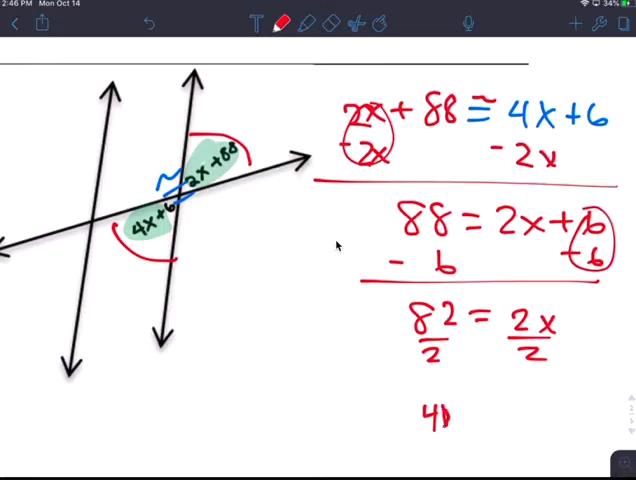 2:46 PM Mon Oct 14
34%
T
2x + 88 ≅ 4x + 6
- 2x - 2x
2x + 88
4x + 6
88 = 2x + 6
- 6 - 6
82 = 2x
2 2
41